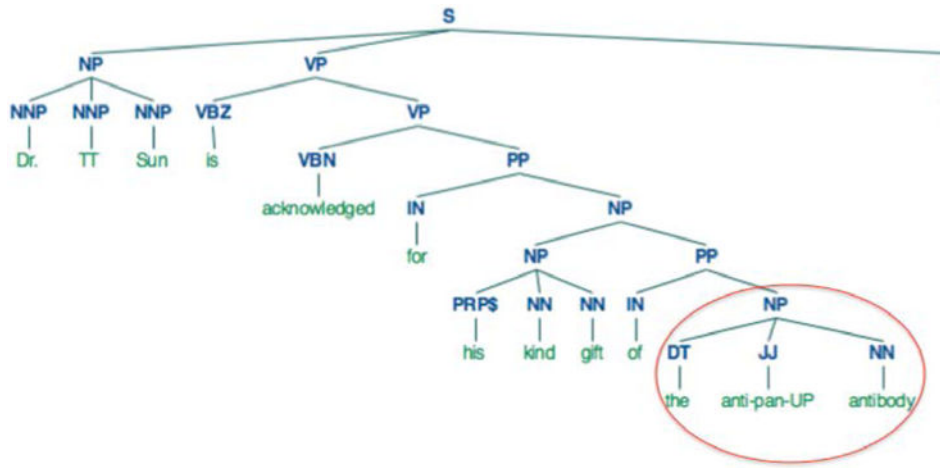 S
NP VP
NNP NNP NNP VBZ VP
Dr. TT Sun is VBN PP
acknowledged IN NP
for NP PP
PRP$ NN NN IN NP
his kind gift of DT JJ NN
the anti-pan-UP antibody